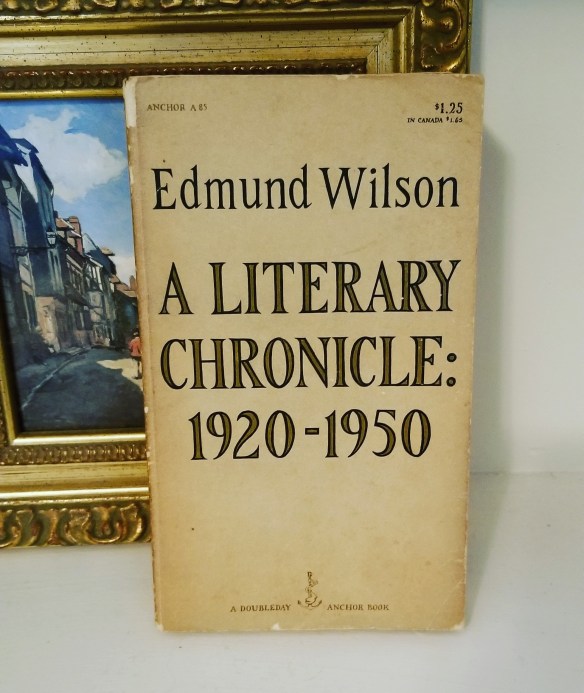 ANCHOR A85
$1.25
IN CANADA $1.65
Edmund Wilson
A LITERARY
CHRONICLE:
1920-1950
A DOUBLEDAY ANCHOR BOOK